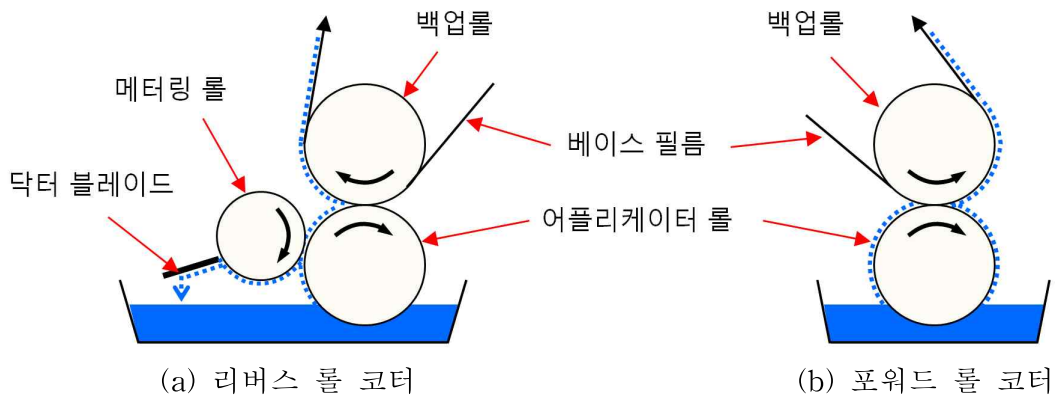 백업롤
백업롤
메터링 롤
베이스 필름
닥터 블레이드
어플리케이터 롤
(a) 리버스 롤 코터
(b) 포워드 롤 코터